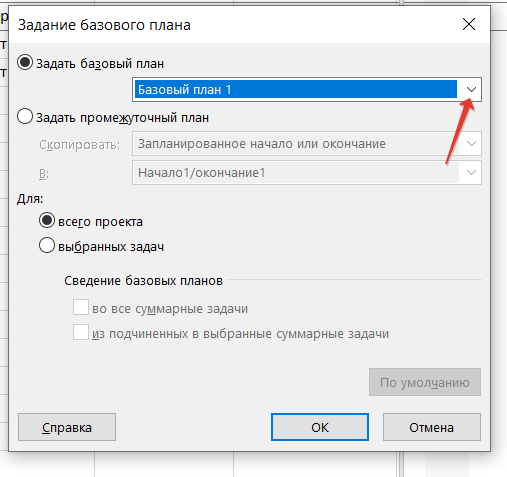 Задание базового плана
Задать базовый план
Базовый план 1
Задать промежуточный план
Скопировать: Запланированное начало или окончание
В: Начало1/окончание1
Для:
всего проекта
выбранных задач
Сведение базовых планов
во все суммарные задачи
из подчиненных в выбранные суммарные задачи
По умолчанию
Справка ОК Отмена